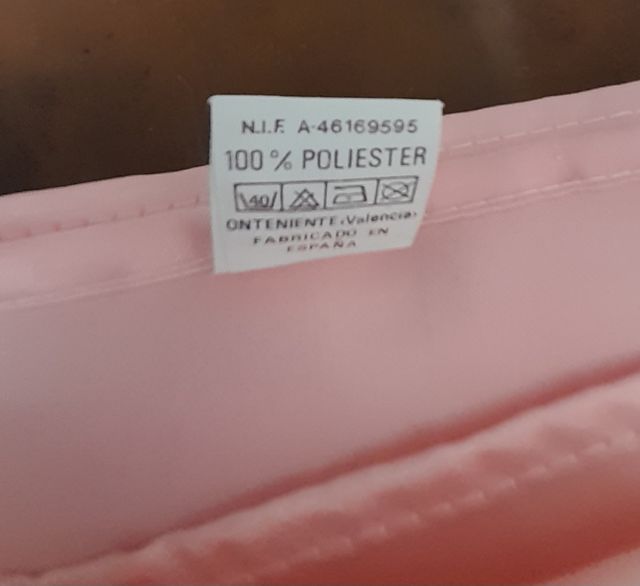 N.I.F. A-46169595
100 % POLIESTER
40
ONTENIENTE (Valencia)
FABRICADO EN
ESPAÑA